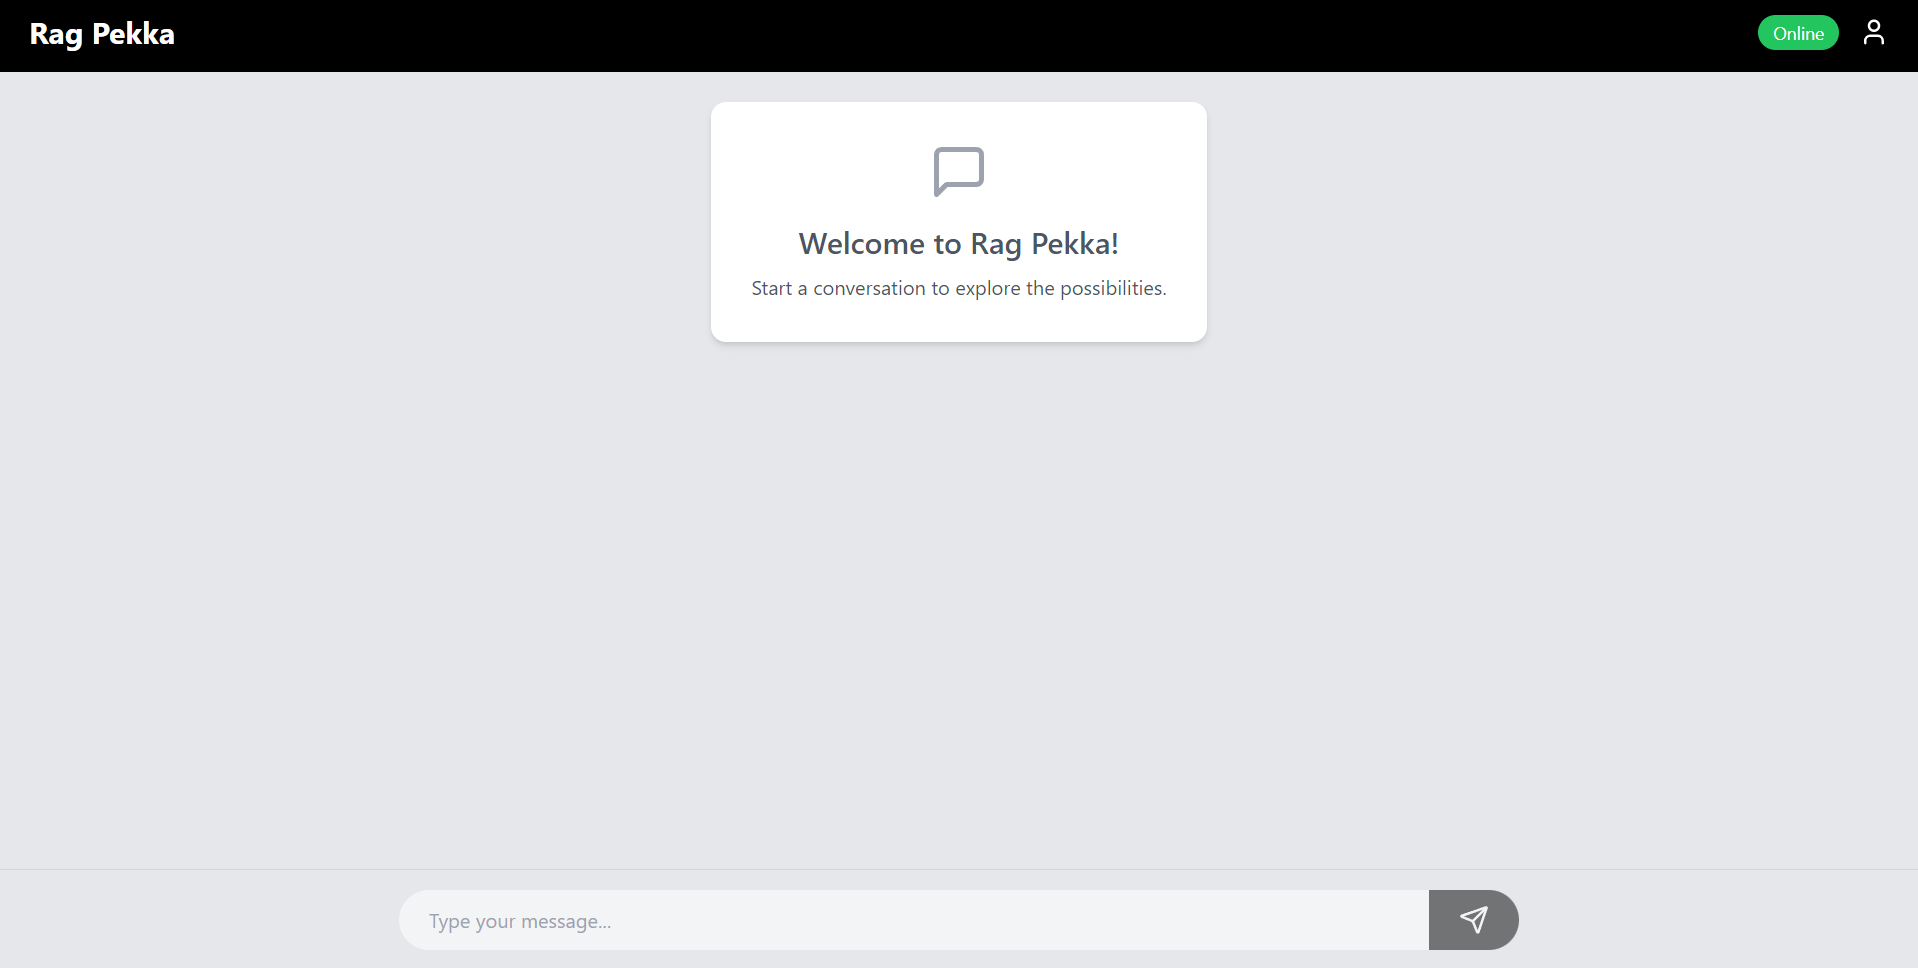 Rag Pekka
Online
Welcome to Rag Pekka!
Start a conversation to explore the possibilities.
Type your message...